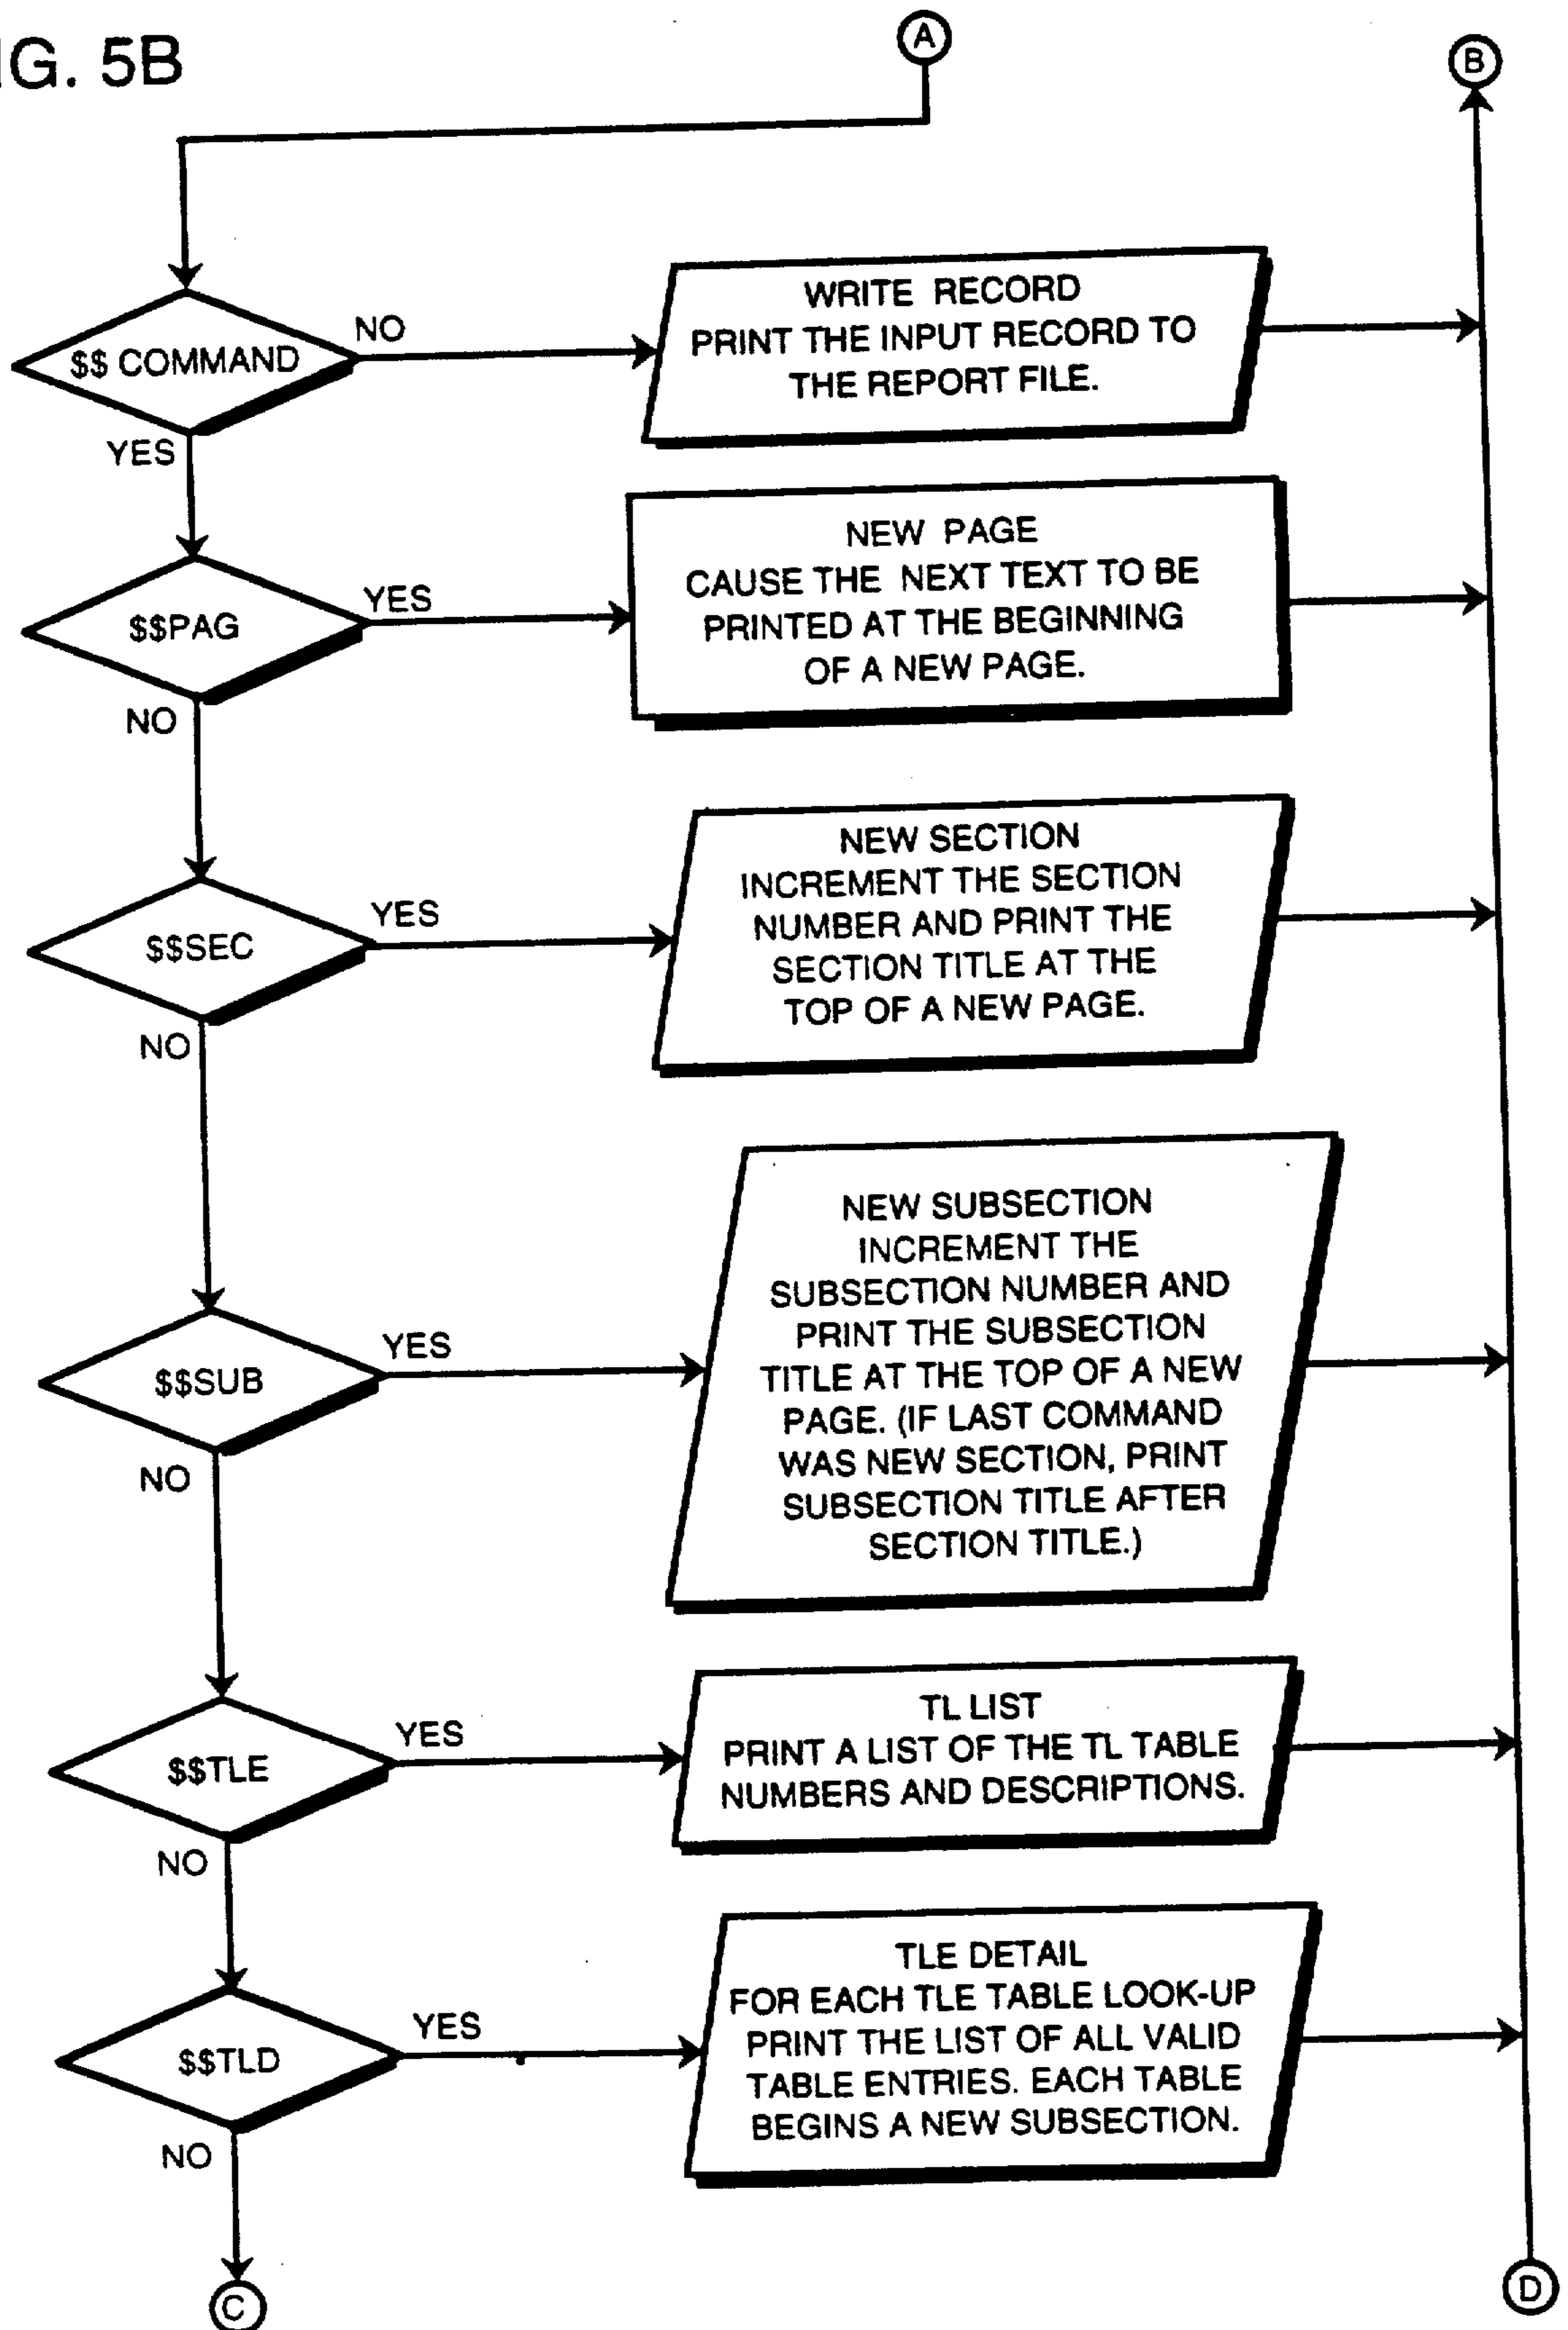 G. 5B
A
B
$$ COMMAND
NO
YES
WRITE RECORD
PRINT THE INPUT RECORD TO
THE REPORT FILE.
$$PAG
YES
NO
NEW PAGE
CAUSE THE NEXT TEXT TO BE
PRINTED AT THE BEGINNING
OF A NEW PAGE.
$$SEC
YES
NO
NEW SECTION
INCREMENT THE SECTION
NUMBER AND PRINT THE
SECTION TITLE AT THE
TOP OF A NEW PAGE.
$$SUB
YES
NO
NEW SUBSECTION
INCREMENT THE
SUBSECTION NUMBER AND
PRINT THE SUBSECTION
TITLE AT THE TOP OF A NEW
PAGE. (IF LAST COMMAND
WAS NEW SECTION, PRINT
SUBSECTION TITLE AFTER
SECTION TITLE.)
$$TLE
YES
NO
TL LIST
PRINT A LIST OF THE TL TABLE
NUMBERS AND DESCRIPTIONS.
$$TLD
YES
NO
TLE DETAIL
FOR EACH TLE TABLE LOOK-UP
PRINT THE LIST OF ALL VALID
TABLE ENTRIES. EACH TABLE
BEGINS A NEW SUBSECTION.
C
D